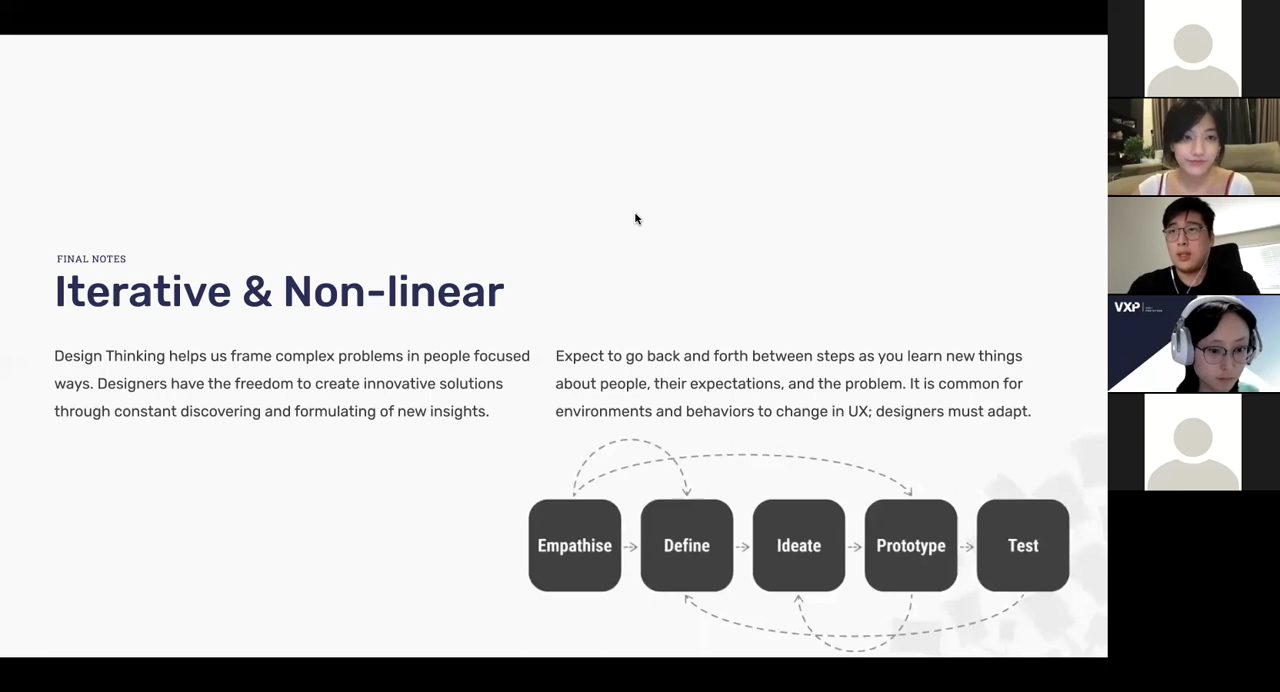 FINAL NOTES
Iterative & Non-linear
Design Thinking helps us frame complex problems in people focused
ways. Designers have the freedom to create innovative solutions
through constant discovering and formulating of new insights.
Expect to go back and forth between steps as you learn new things
about people, their expectations, and the problem. It is common for
environments and behaviors to change in UX; designers must adapt.
Empathise
Define
Ideate
Prototype
Test
VXP